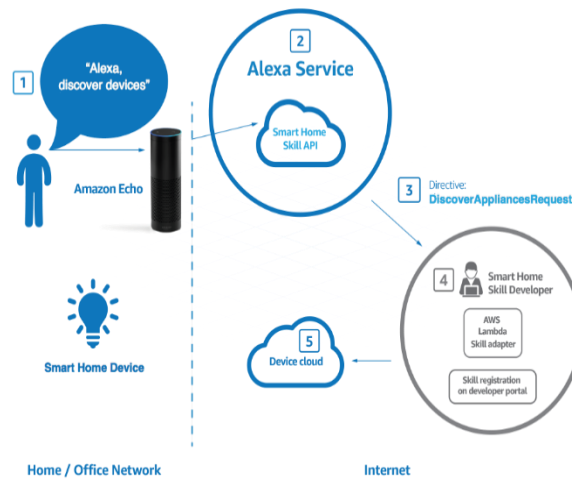 1
"Alexa,
discover devices"
Amazon Echo
2
Alexa Service
Smart Home
Skill API
3
Directive:
DiscoverAppliancesRequest
4
Smart Home
Skill Developer
AWS
Lambda
Skill adapter
Skill registration
on developer portal
5
Device cloud
Smart Home Device
Home / Office Network
Internet